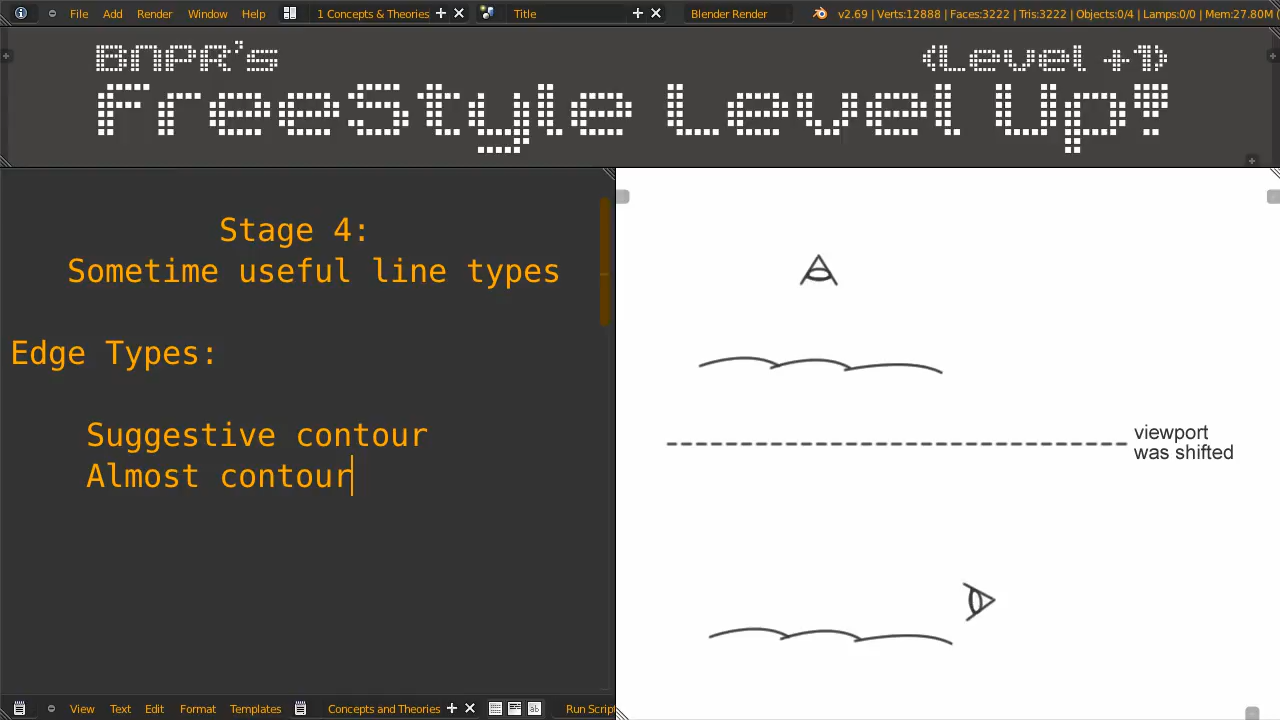 File Add Render Window Help 1 Concepts & Theories Title Blender Render v2.69 | Verts:12888 | Faces:3222 | Tris:3222 | Objects:0/4 | Lamps:0/0 | Mem:27.80M (
BNPR's (Level +1)
FreeStyle Level Up!
Stage 4:
Sometime useful line types
Edge Types:
Suggestive contour
Almost contour
viewport
was shifted
View Text Edit Format Templates Concepts and Theories Run Script